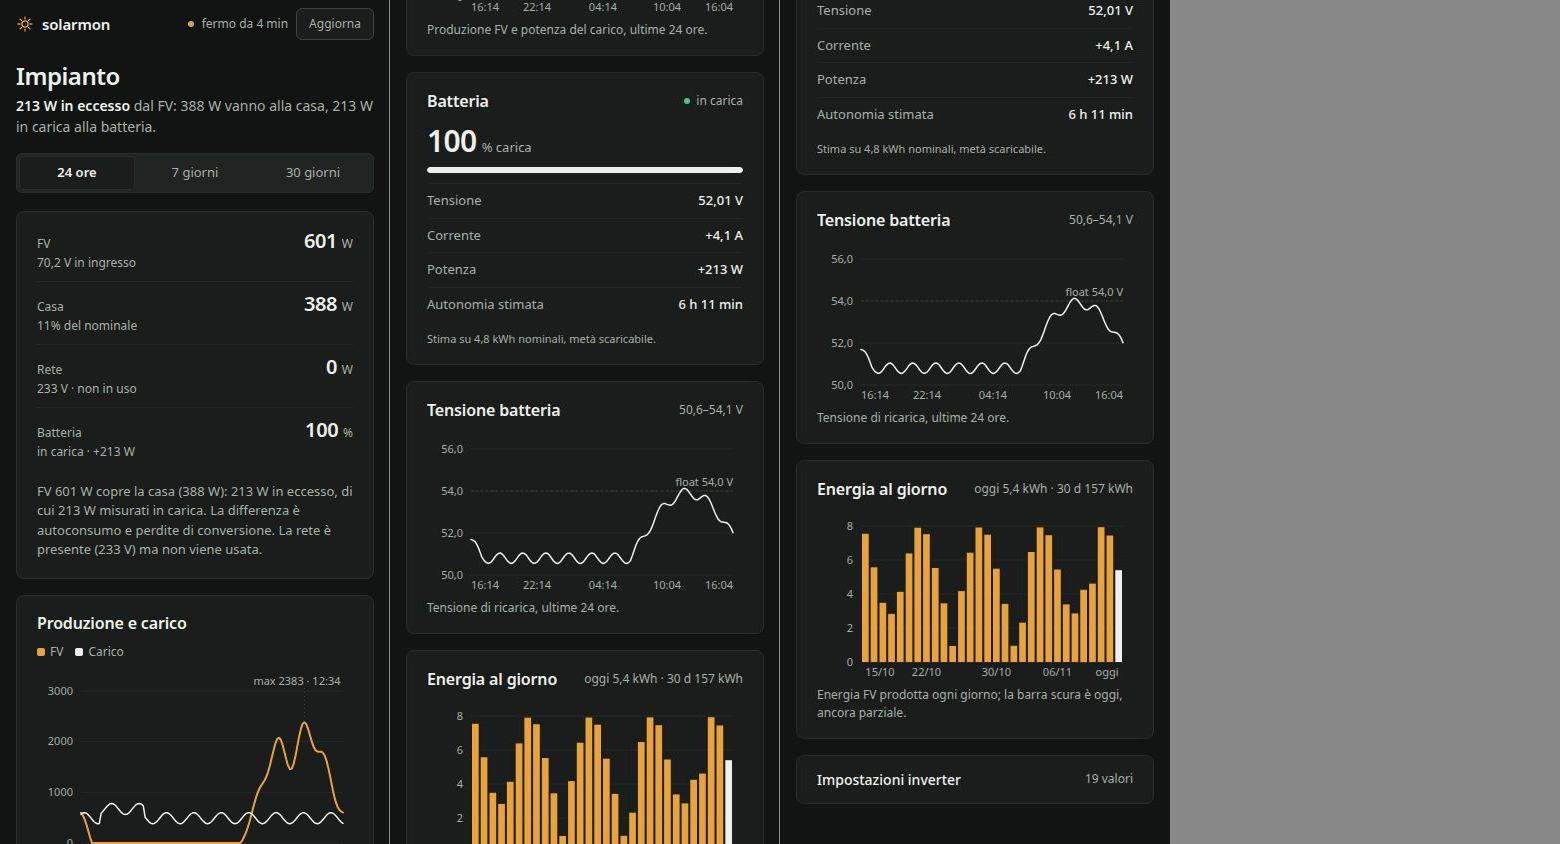 solarmon
fermo da 4 min
Aggiorna
Impianto
213 W in eccesso dal FV: 388 W vanno alla casa, 213 W
in carica alla batteria.
24 ore
7 giorni
30 giorni
FV
601 W
70,2 V in ingresso
Casa
388 W
11% del nominale
Rete
0 W
233 V · non in uso
Batteria
100 %
in carica · +213 W
FV 601 W copre la casa (388 W): 213 W in eccesso, di
cui 213 W misurati in carica. La differenza è
autoconsumo e perdite di conversione. La rete è
presente (233 V) ma non viene usata.
Produzione e carico
FV
Carico
max 2383 · 12:34
3000
2000
1000
0
16:14 22:14 04:14 10:04 16:04
Produzione FV e potenza del carico, ultime 24 ore.
Batteria
in carica
100 % carica
Tensione 52,01 V
Corrente +4,1 A
Potenza +213 W
Autonomia stimata 6 h 11 min
Stima su 4,8 kWh nominali, metà scaricabile.
Tensione batteria
50,6–54,1 V
56,0
float 54,0 V
54,0
52,0
50,0
16:14 22:14 04:14 10:04 16:04
Tensione di ricarica, ultime 24 ore.
Energia al giorno
oggi 5,4 kWh · 30 d 157 kWh
8
6
4
2
Tensione 52,01 V
Corrente +4,1 A
Potenza +213 W
Autonomia stimata 6 h 11 min
Stima su 4,8 kWh nominali, metà scaricabile.
Tensione batteria
50,6–54,1 V
56,0
float 54,0 V
54,0
52,0
50,0
16:14 22:14 04:14 10:04 16:04
Tensione di ricarica, ultime 24 ore.
Energia al giorno
oggi 5,4 kWh · 30 d 157 kWh
8
6
4
2
0
15/10 22/10 30/10 06/11 oggi
Energia FV prodotta ogni giorno; la barra scura è oggi,
ancora parziale.
Impostazioni inverter
19 valori